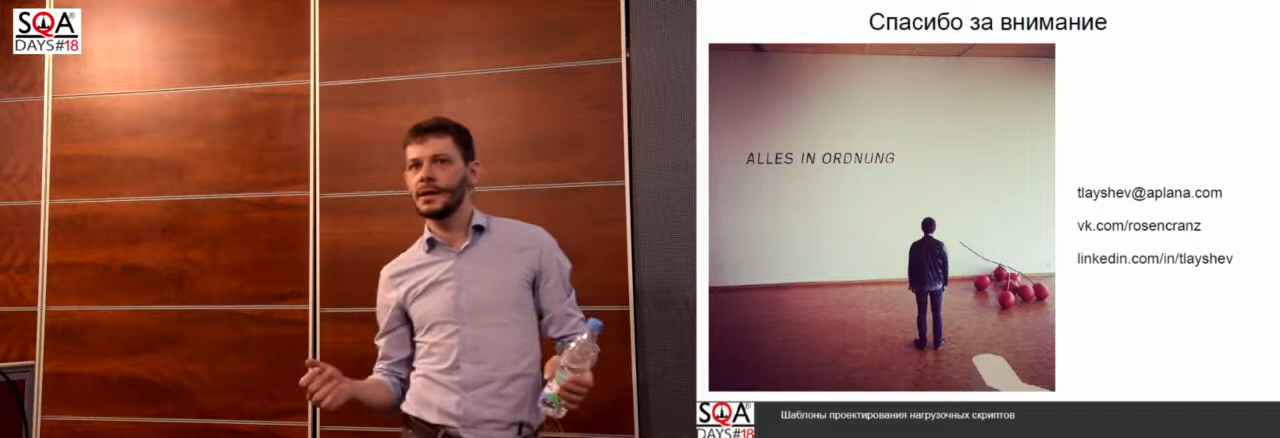 SQA
DAYS#18
Спасибо за внимание
ALLES IN ORDNUNG
tlayshev@aplana.com
vk.com/rosencranz
linkedin.com/in/tlayshev
SQA
DAYS#18
Шаблоны проектирования нагрузочных скриптов